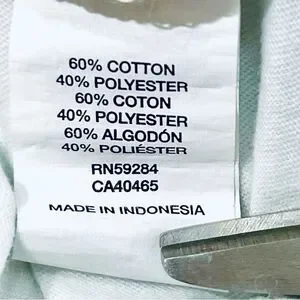 60% COTTON
40% POLYESTER
60% COTON
40% POLYESTER
60% ALGODÓN
40% POLIÉSTER
RN59284
CA40465
MADE IN INDONESIA